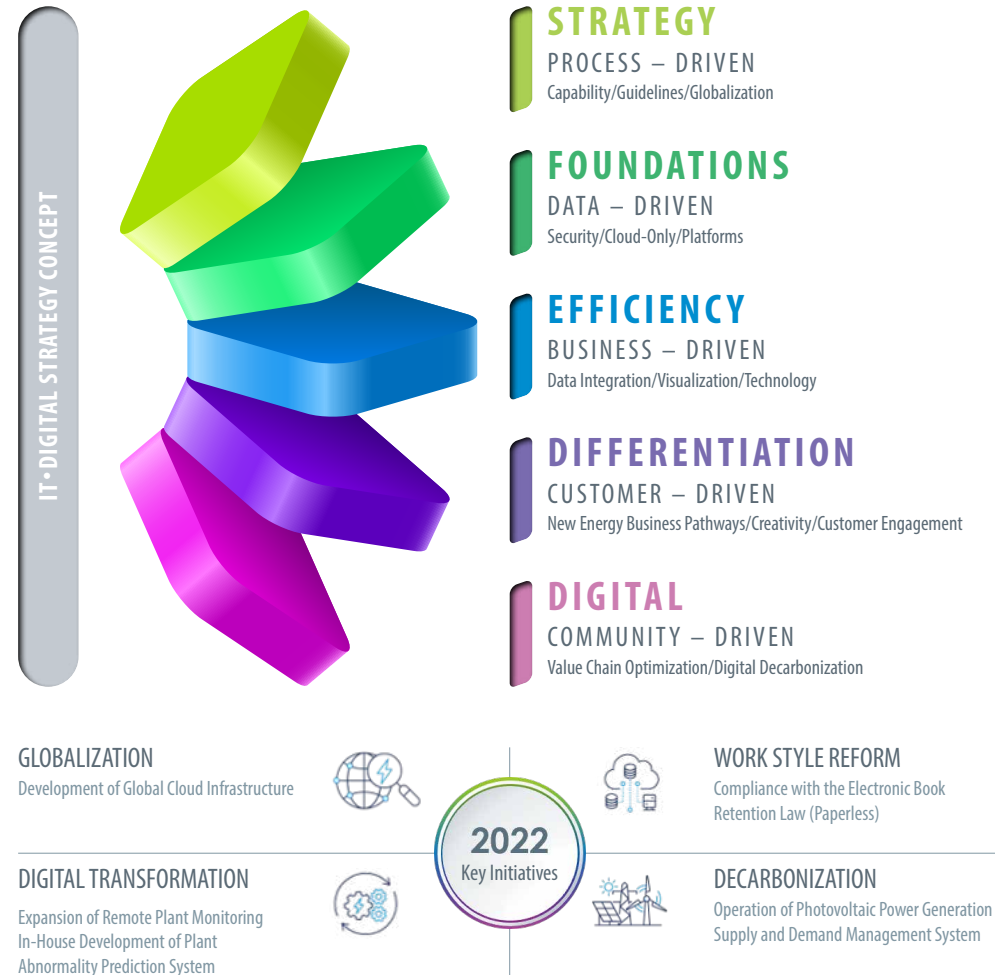 IT•DIGITAL STRATEGY CONCEPT
STRATEGY
PROCESS – DRIVEN
Capability/Guidelines/Globalization
FOUNDATIONS
DATA – DRIVEN
Security/Cloud-Only/Platforms
EFFICIENCY
BUSINESS – DRIVEN
Data Integration/Visualization/Technology
DIFFERENTIATION
CUSTOMER – DRIVEN
New Energy Business Pathways/Creativity/Customer Engagement
DIGITAL
COMMUNITY – DRIVEN
Value Chain Optimization/Digital Decarbonization
GLOBALIZATION
Development of Global Cloud Infrastructure
WORK STYLE REFORM
Compliance with the Electronic Book
Retention Law (Paperless)
2022
Key Initiatives
DIGITAL TRANSFORMATION
Expansion of Remote Plant Monitoring
In-House Development of Plant
Abnormality Prediction System
DECARBONIZATION
Operation of Photovoltaic Power Generation
Supply and Demand Management System